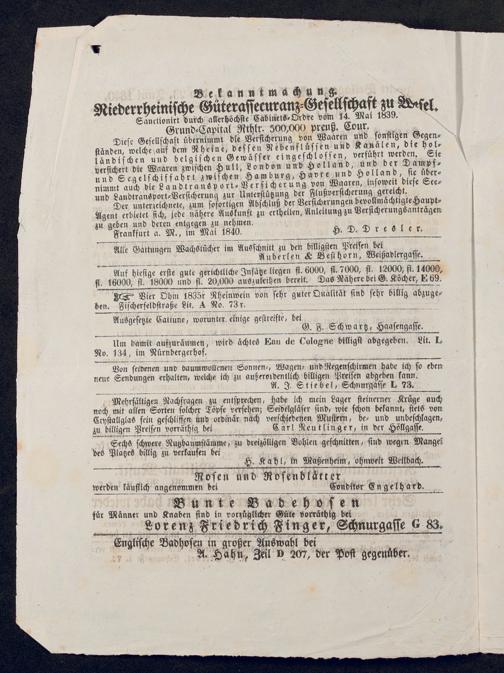 Bekanntmachung.
Niederrheinische Güterassecuranz-Gesellschaft zu Wesel.
Sanctionirt durch allerhöchste Cabinets-Ordre vom 14. Mai 1839.
Grund-Capital Rthlr. 500,000 preuß. Cour.
Diese Gesellschaft übernimmt die Versicherung von Waaren und sonstigen Gegen-
ständen, welche auf dem Rheine, dessen Nebenflüssen und Kanälen, die hol-
ländischen und belgischen Gewässer eingeschlossen, verführt werden. Sie
versichert die Waaren zwischen Hull, London und Holland, und der Dampf-
und Segelschiffahrt zwischen Hamburg, Havre und Holland, sie über-
nimmt auch die Landtransport-Versicherung von Waaren, insoweit diese See-
und Landtransport-Versicherung zur Unterstützung der Flußversicherung gereicht.
Der unterzeichnete, zum sofortigen Abschluß der Versicherungen bevollmächtigte Haupt-
Agent erbietet sich, jede nähere Auskunft zu ertheilen, Anleitung zu Versicherungsanträgen
zu geben und deren entgegen zu nehmen.
Frankfurt a. M., im Mai 1840. H. D. Dresler.
Alle Gattungen Wachstücher im Ausschnitt zu den billigsten Preisen bei
Auberlen & Besthorn, Weißadlergasse.
Auf hiesige erste gute gerichtliche Insätze liegen fl. 6000, fl. 7000, fl. 12000, fl. 14000,
fl. 16000, fl. 18000 und fl. 20,000 auszuleihen bereit. Das Nähere bei G. Köcher, E. 69.
☞ Vier Ohm 1835r Rheinwein von sehr guter Qualität sind sehr billig abzuge-
ben. Fischerfeldstraße Lit. A No. 73 f.
Ausgesetzte Cattune, worunter einige gestreifte, bei
G. F. Schwartz, Haasengasse.
Um damit aufzuräumen, wird ächtes Eau de Cologne billigst abgegeben. Lit. L
No. 134, im Nürnbergerhof.
Von seidenen und baumwollenen Sonnen-, Wagen- und Regenschirmen habe ich so eben
neue Sendungen erhalten, welche ich zu außerordentlich billigen Preisen abgeben kann.
A. J. Stiebel, Schnurgasse L 73.
Mehrfältigen Nachfragen zu entsprechen, habe ich mein Lager steinerner Krüge auch
noch mit allen Sorten solcher Töpfe versehen; Seidelgläser sind, wie schon bekannt, stets von
Crystallglas fein geschliffen und ordinär nach verschiedenen Mustern, be- und unbeschlagen,
zu billigen Preisen vorräthig bei Carl Reutlinger, in der Höllgasse.
Sechs schwere Nußbaumstämme, zu dreizölligen Bohlen geschnitten, sind wegen Mangel
des Platzes billig zu verkaufen bei
H. Kahl, in Maßenheim, ohnweit Weilbach.
Rosen und Rosenblätter
werden käuflich angenommen bei Conditor Engelhard.
Bunte Badehosen
für Männer und Knaben sind in vorzüglicher Güte vorräthig bei
Lorenz Friedrich Finger, Schnurgasse G 83.
Englische Badhosen in großer Auswahl bei
A. Hahn, Zeil D 207, der Post gegenüber.